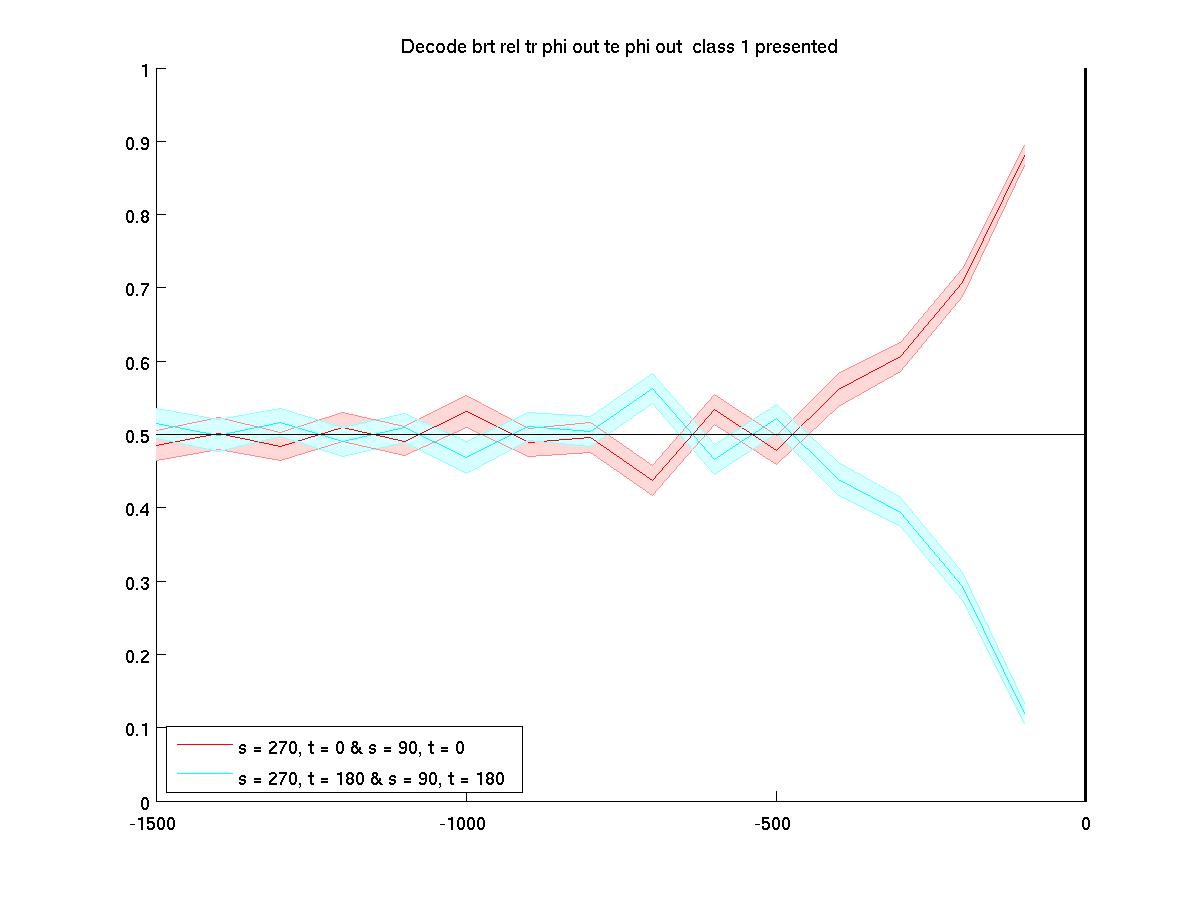 Decode brt rel tr phi out te phi out  class 1 presented
1
0.9
0.8
0.7
0.6
0.5
0.4
0.3
0.2
0.1
0
s = 270, t = 0 & s = 90, t = 0
s = 270, t = 180 & s = 90, t = 180
-1500 -1000 -500 0